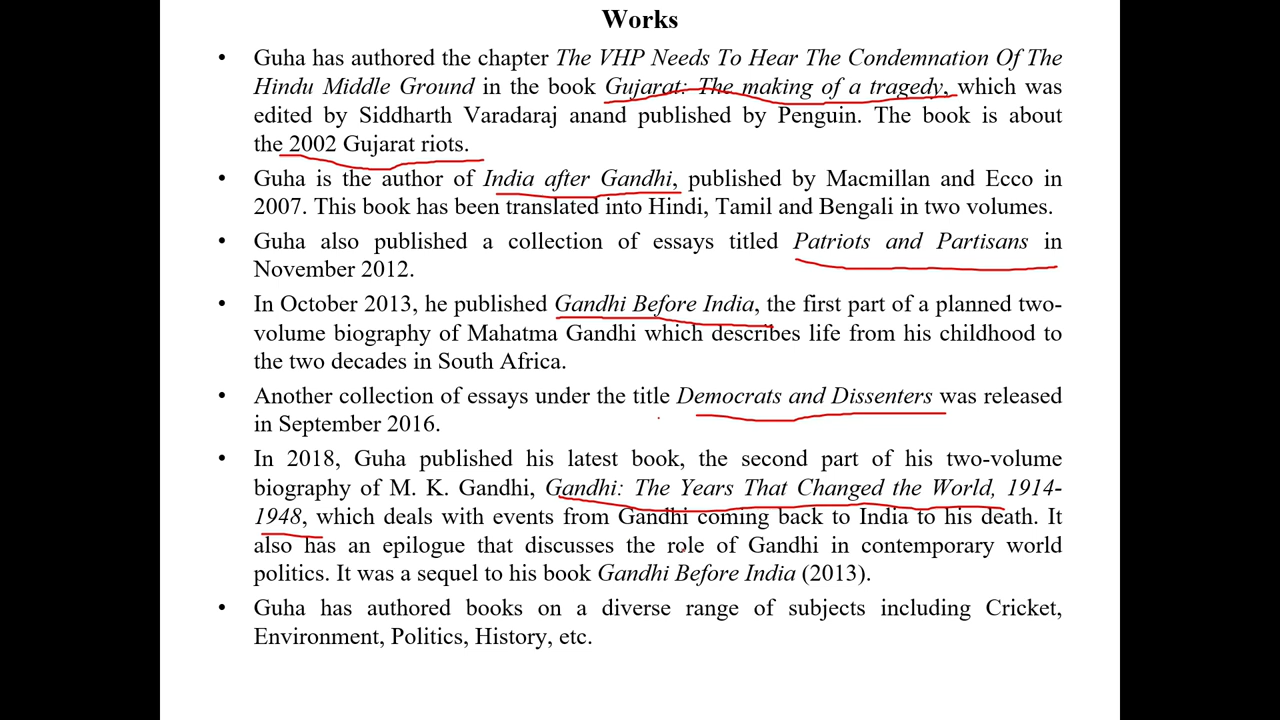 Works
• Guha has authored the chapter The VHP Needs To Hear The Condemnation Of The
Hindu Middle Ground in the book Gujarat: The making of a tragedy, which was
edited by Siddharth Varadaraj anand published by Penguin. The book is about
the 2002 Gujarat riots.
• Guha is the author of India after Gandhi, published by Macmillan and Ecco in
2007. This book has been translated into Hindi, Tamil and Bengali in two volumes.
• Guha also published a collection of essays titled Patriots and Partisans in
November 2012.
• In October 2013, he published Gandhi Before India, the first part of a planned two-
volume biography of Mahatma Gandhi which describes life from his childhood to
the two decades in South Africa.
• Another collection of essays under the title Democrats and Dissenters was released
in September 2016.
• In 2018, Guha published his latest book, the second part of his two-volume
biography of M. K. Gandhi, Gandhi: The Years That Changed the World, 1914-
1948, which deals with events from Gandhi coming back to India to his death. It
also has an epilogue that discusses the role of Gandhi in contemporary world
politics. It was a sequel to his book Gandhi Before India (2013).
• Guha has authored books on a diverse range of subjects including Cricket,
Environment, Politics, History, etc.